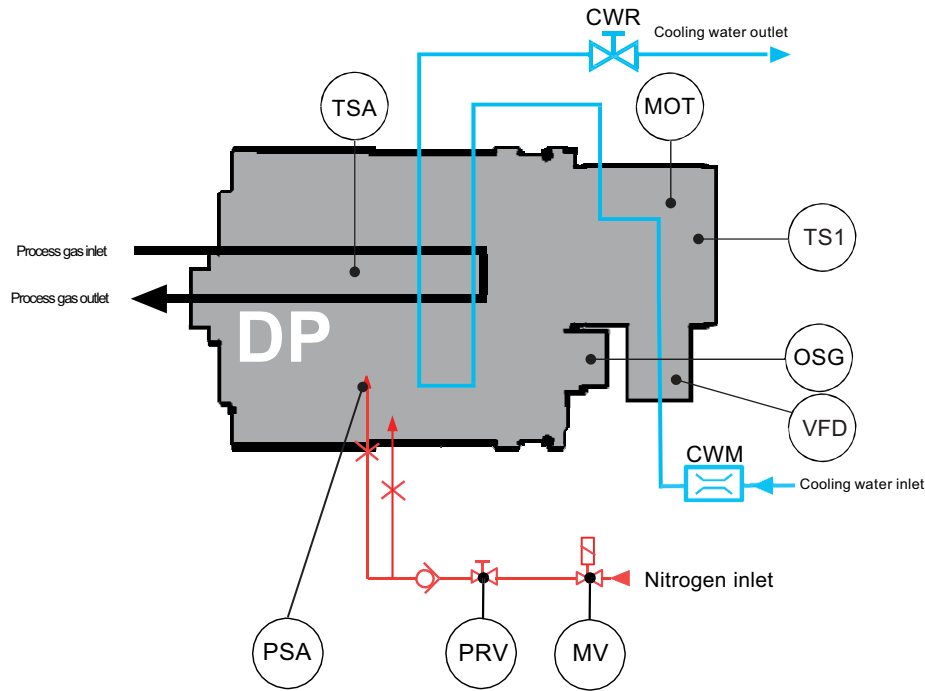 CWR
Cooling water outlet
TSA
MOT
TS1
Process gas inlet
Process gas outlet
DP
OSG
VFD
CWM
Cooling water inlet
Nitrogen inlet
PSA
PRV
MV